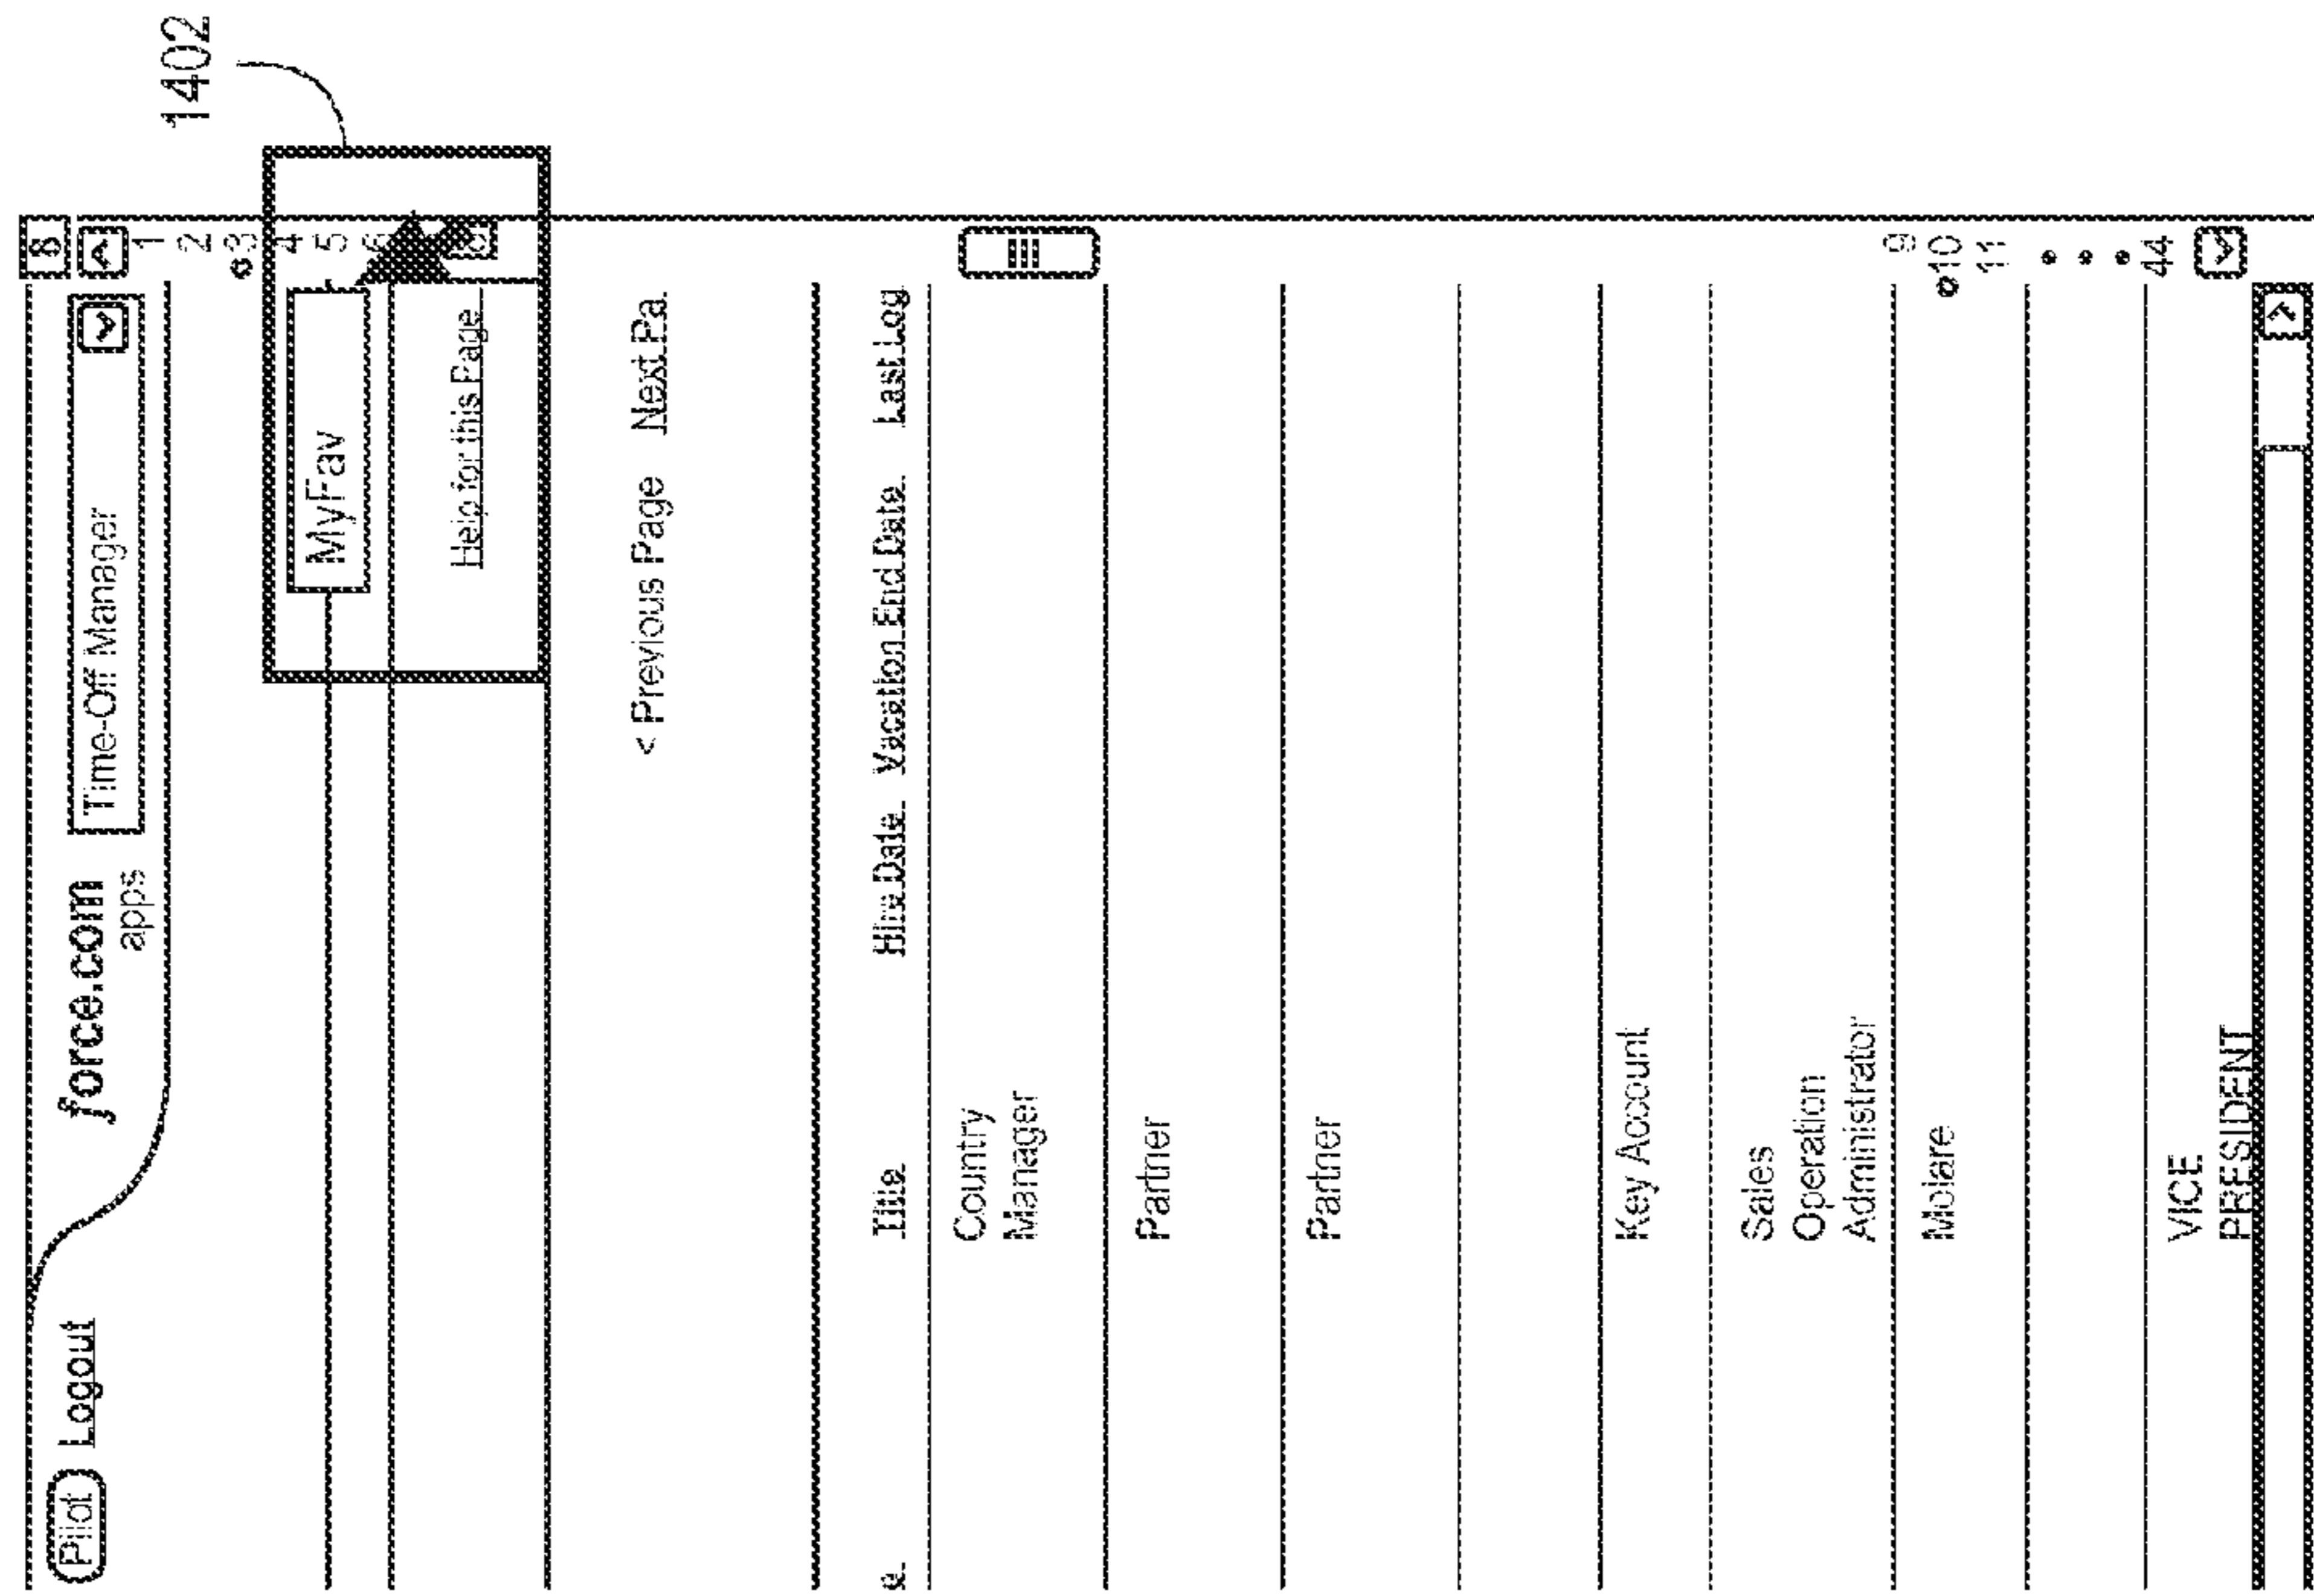 1402
Pilot Logout force.com Time-Off Manager
apps
8
1
2
3
4
5
6
MyFav
Help for this Page
< Previous Page Next Pa
e Title Hire Date Vacation End Date Last Log
Country
Manager
Partner
Partner
Key Account
Sales
Operation
Administrator
9
10
11
Molare
44
VICE
PRESIDENT